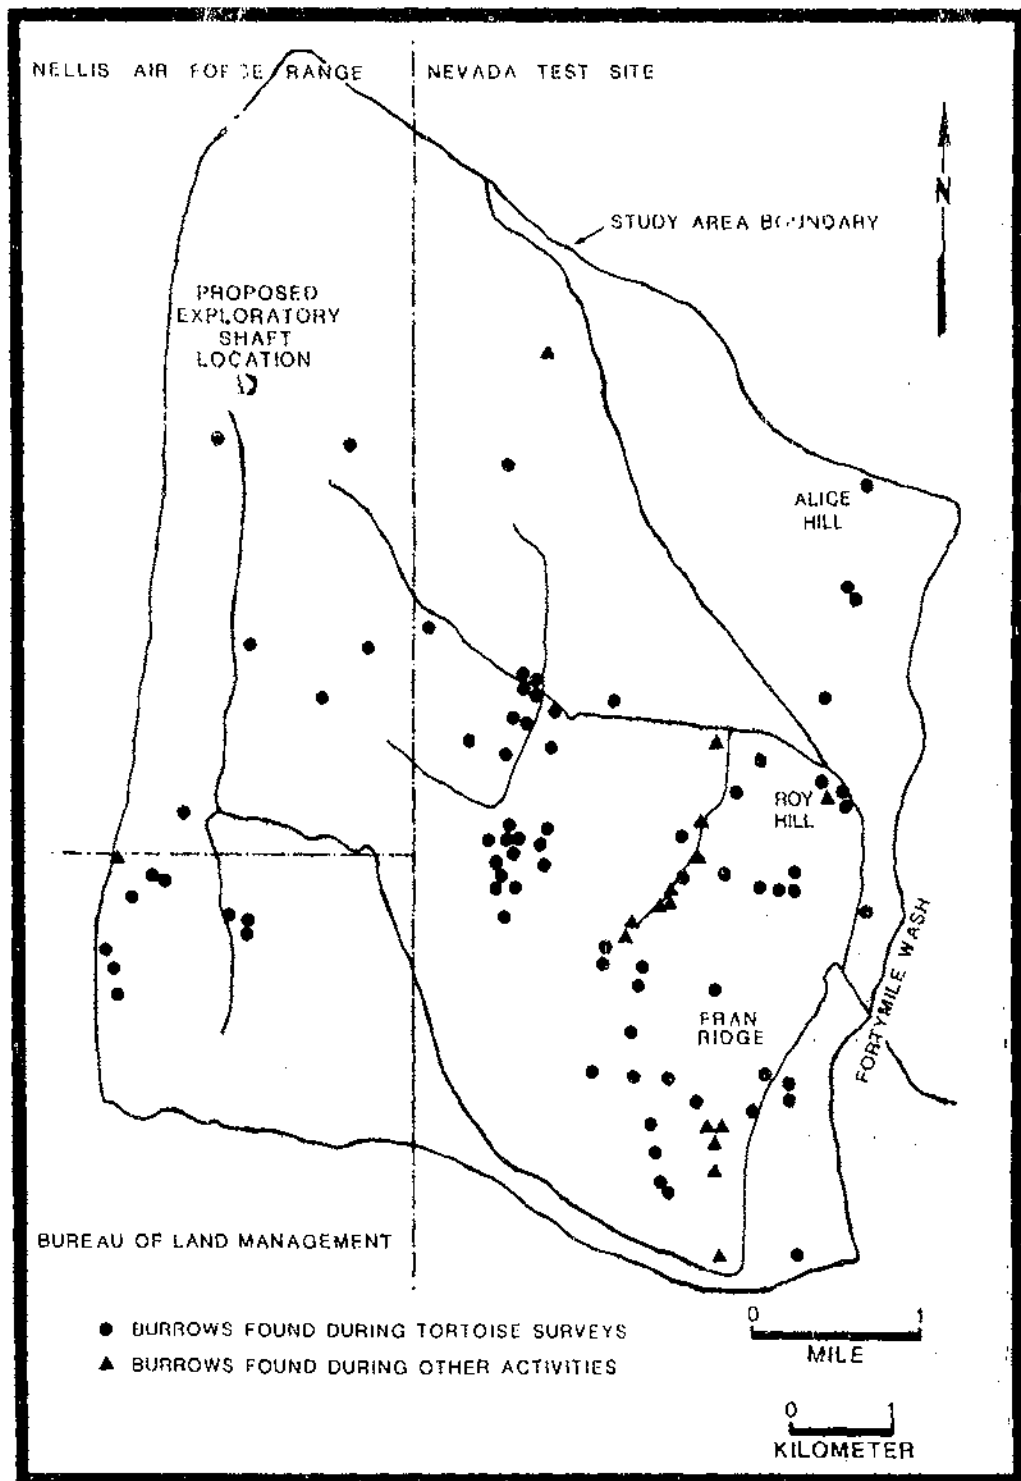 NELLIS AIR FORCE RANGE
NEVADA TEST SITE
N
STUDY AREA BOUNDARY
PROPOSED
EXPLORATORY
SHAFT
LOCATION
ALICE
HILL
ROY
HILL
FORTYMILE WASH
FRAN
RIDGE
BUREAU OF LAND MANAGEMENT
BURROWS FOUND DURING TORTOISE SURVEYS
BURROWS FOUND DURING OTHER ACTIVITIES
0 1
MILE
0 1
KILOMETER